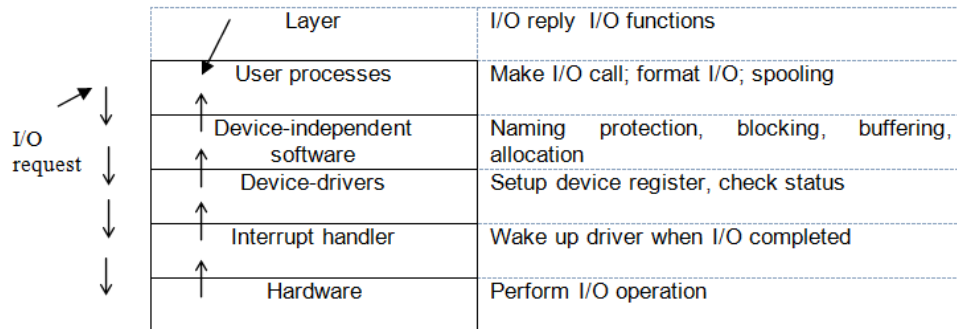 Layer
I/O reply I/O functions
User processes
Make I/O call; format I/O; spooling
I/O
request
Device-independent
software
Naming protection, blocking, buffering,
allocation
Device-drivers
Setup device register, check status
Interrupt handler
Wake up driver when I/O completed
Hardware
Perform I/O operation